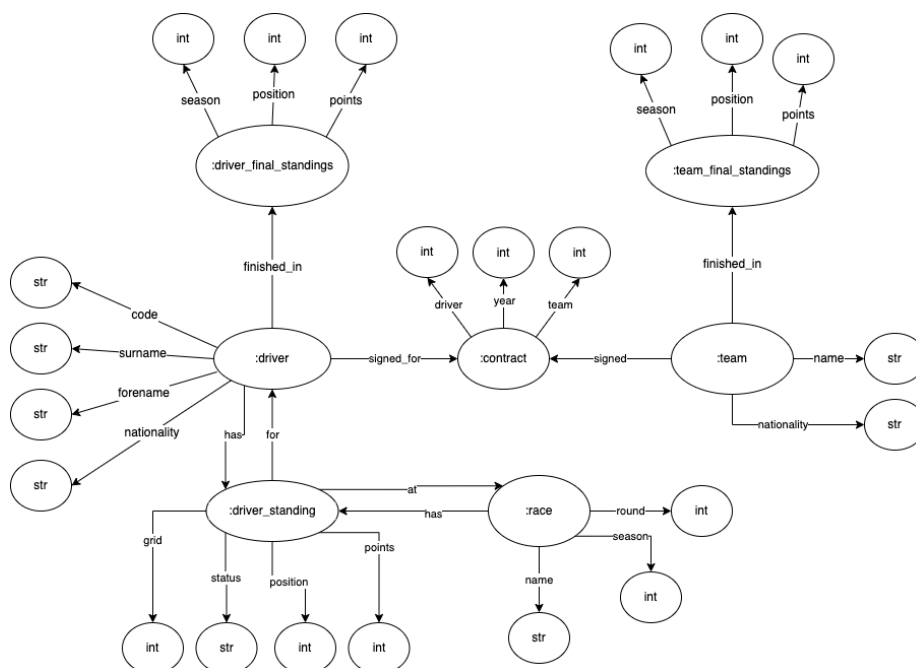 int
int
int
int
int
int
season
position
points
season
position
points
:driver_final_standings
:team_final_standings
int
int
int
finished_in
finished_in
str
driver
year
team
code
str
surname
:driver
signed_for
:contract
signed
:team
name
str
forename
str
nationality
nationality
str
has
for
str
at
:driver_standing
has
:race
round
int
grid
points
season
status
position
name
int
int
str
int
int
str